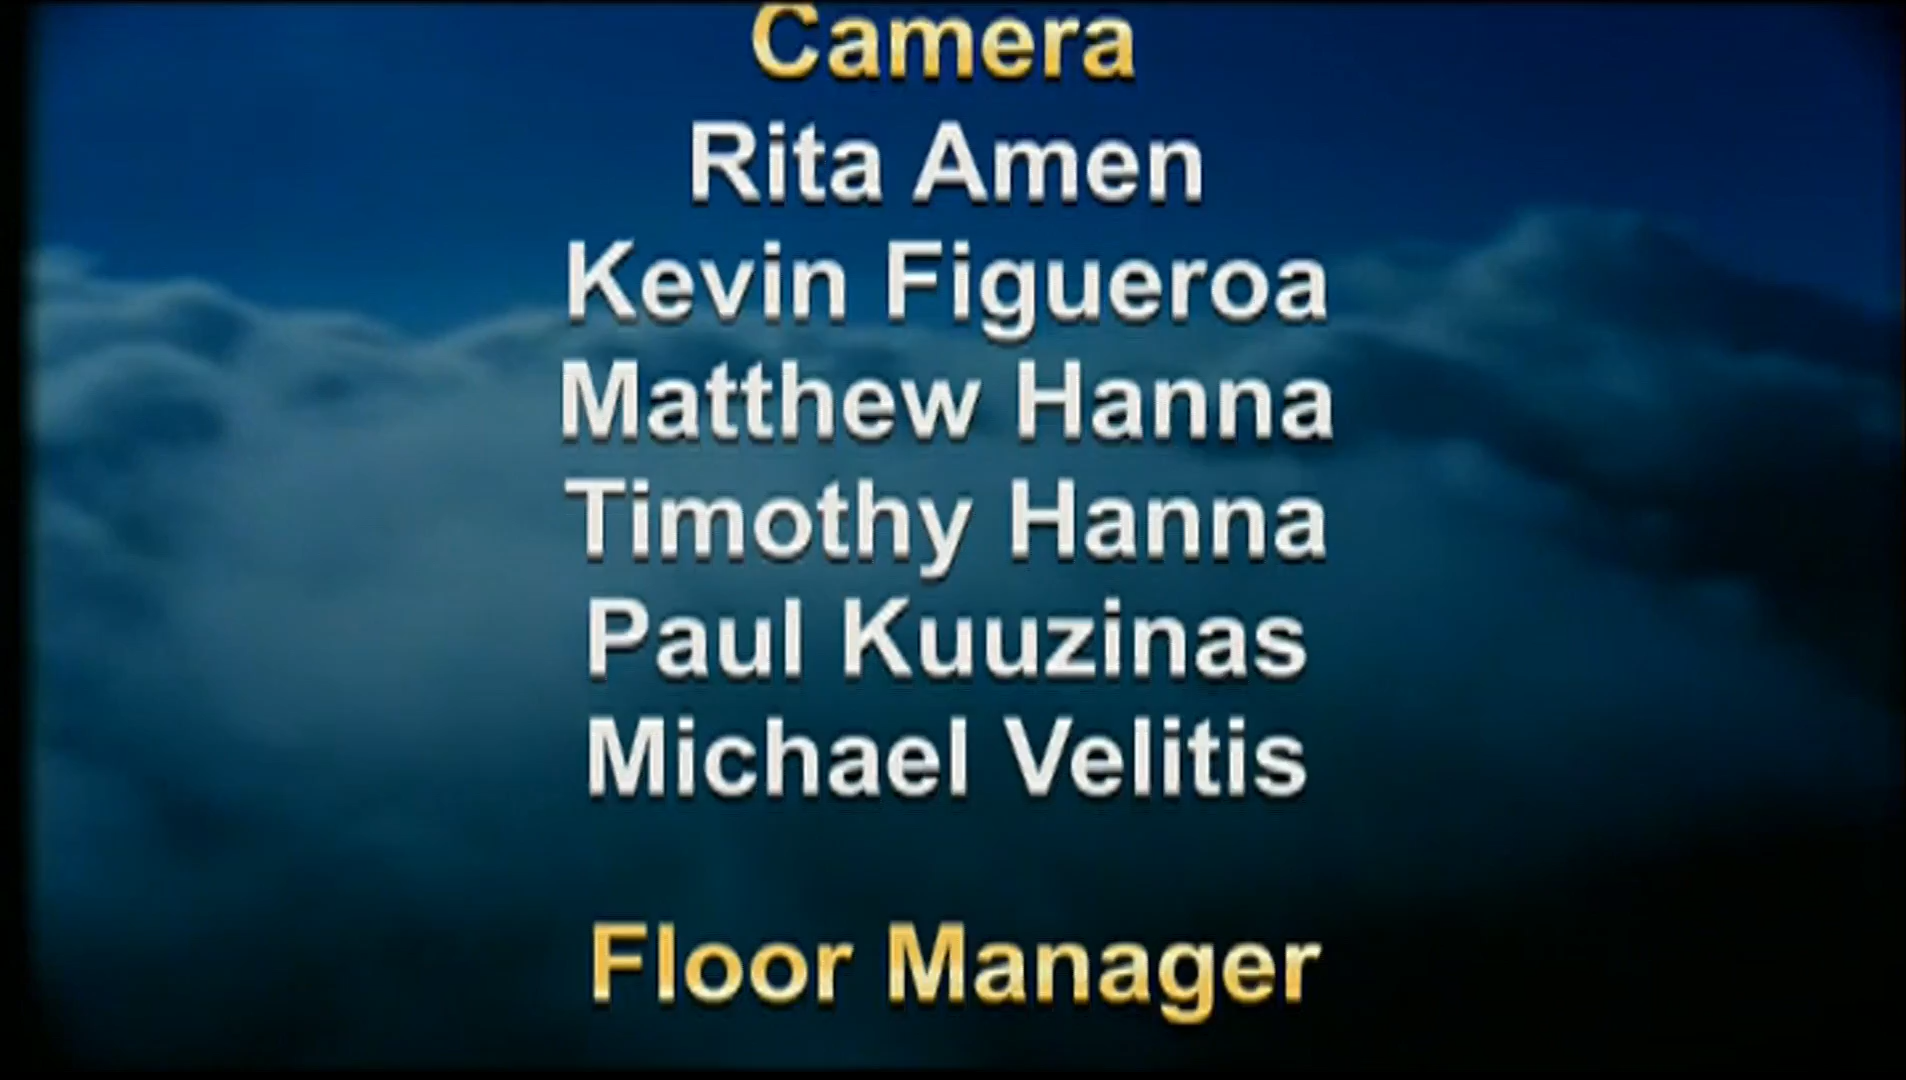 Camera
Rita Amen
Kevin Figueroa
Matthew Hanna
Timothy Hanna
Paul Kuuzinas
Michael Velitis
Floor Manager